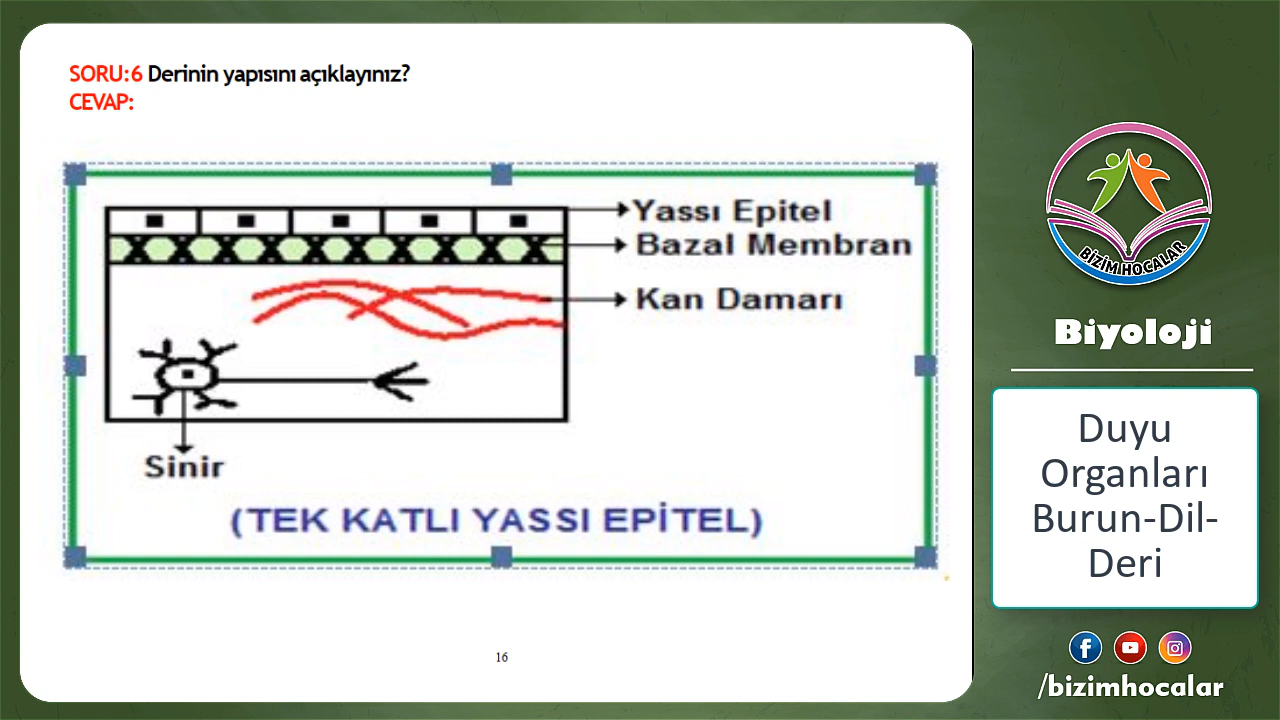 SORU:6 Derinin yapısını açıklayınız?
CEVAP:
Yassı Epitel
Bazal Membran
Kan Damarı
Sinir
(TEK KATLI YASSI EPİTEL)
16
BİZİM HOCALAR
Biyoloji
Duyu
Organları
Burun-Dil-
Deri
/bizimhocalar